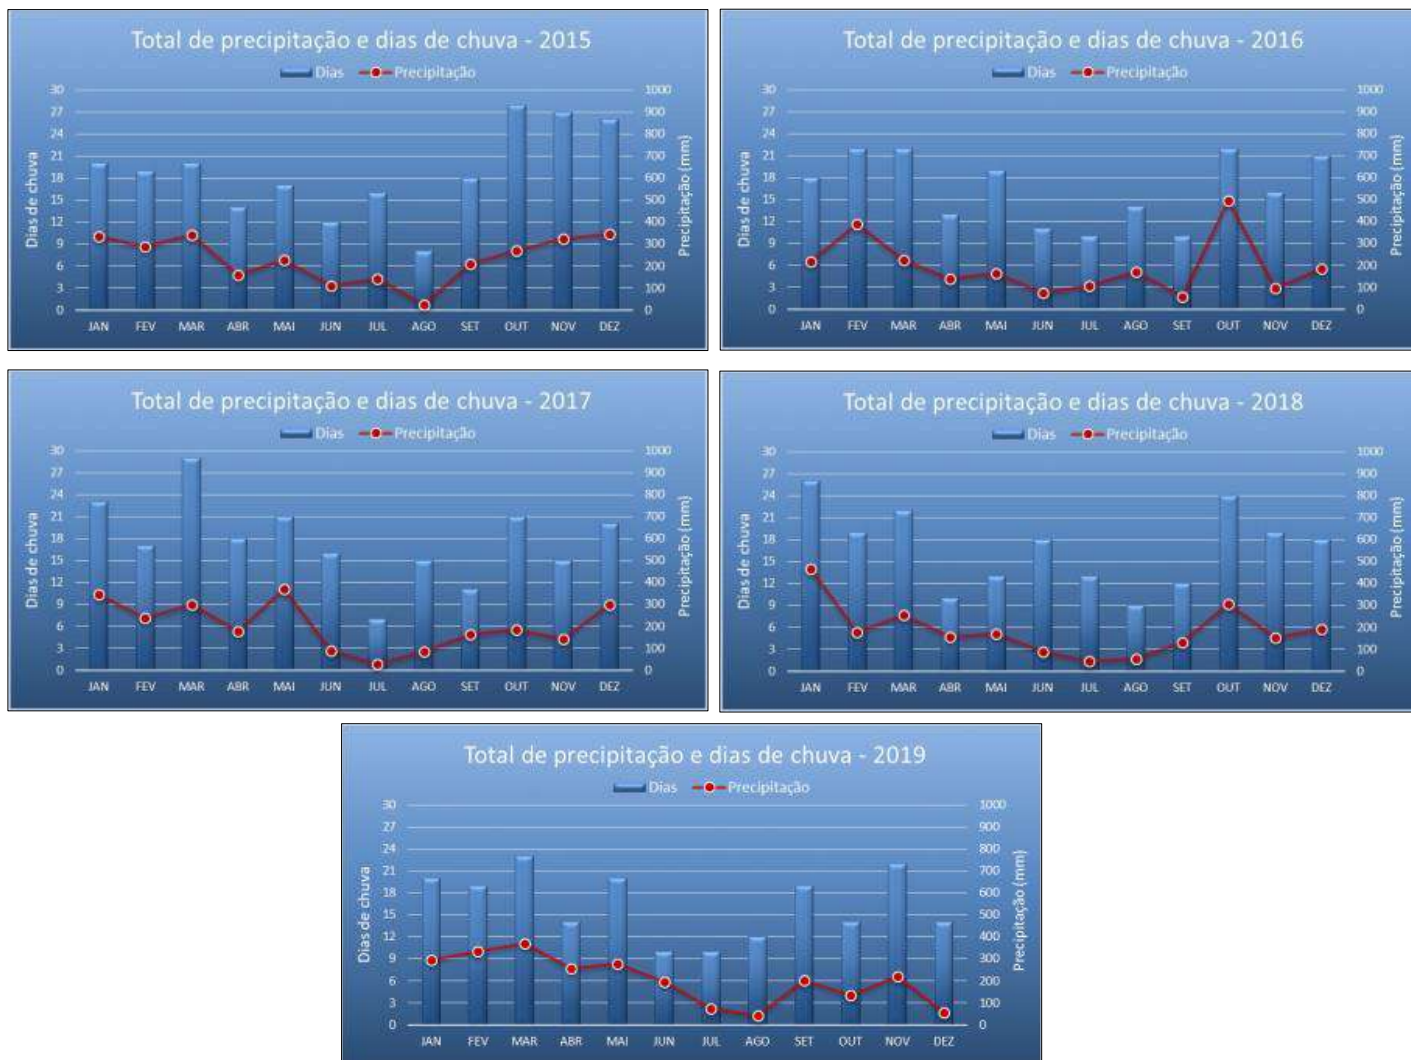 Total de precipitação e dias de chuva - 2015
Dias Precipitação
30 1000
27 900
24 800
21 700
18 600
15 500
12 400
9 300
6 200
3 100
0 0
Dias de chuva
Precipitação (mm)
JAN FEV MAR ABR MAI JUN JUL AGO SET OUT NOV DEZ
Total de precipitação e dias de chuva - 2016
Dias Precipitação
30 1000
27 900
24 800
21 700
18 600
15 500
12 400
9 300
6 200
3 100
0 0
Dias de chuva
Precipitação (mm)
JAN FEV MAR ABR MAI JUN JUL AGO SET OUT NOV DEZ
Total de precipitação e dias de chuva - 2017
Dias Precipitação
30 1000
27 900
24 800
21 700
18 600
15 500
12 400
9 300
6 200
3 100
0 0
Dias de chuva
Precipitação (mm)
JAN FEV MAR ABR MAI JUN JUL AGO SET OUT NOV DEZ
Total de precipitação e dias de chuva - 2018
Dias Precipitação
30 1000
27 900
24 800
21 700
18 600
15 500
12 400
9 300
6 200
3 100
0 0
Dias de chuva
Precipitação (mm)
JAN FEV MAR ABR MAI JUN JUL AGO SET OUT NOV DEZ
Total de precipitação e dias de chuva - 2019
Dias Precipitação
30 1000
27 900
24 800
21 700
18 600
15 500
12 400
9 300
6 200
3 100
0 0
Dias de chuva
Precipitação (mm)
JAN FEV MAR ABR MAI JUN JUL AGO SET OUT NOV DEZ